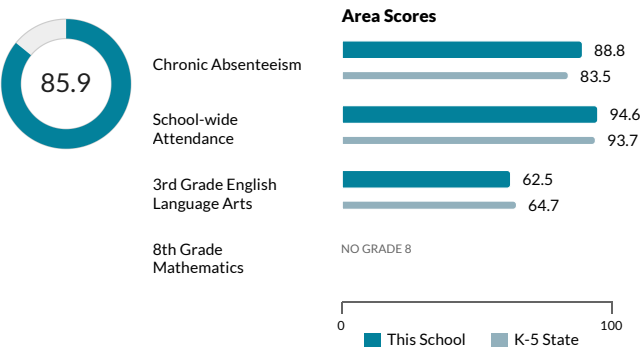 Area Scores
85.9
Chronic Absenteeism
88.8
83.5
School-wide
Attendance
94.6
93.7
3rd Grade English
Language Arts
62.5
64.7
8th Grade
Mathematics
NO GRADE 8
0
100
This School
K-5 State